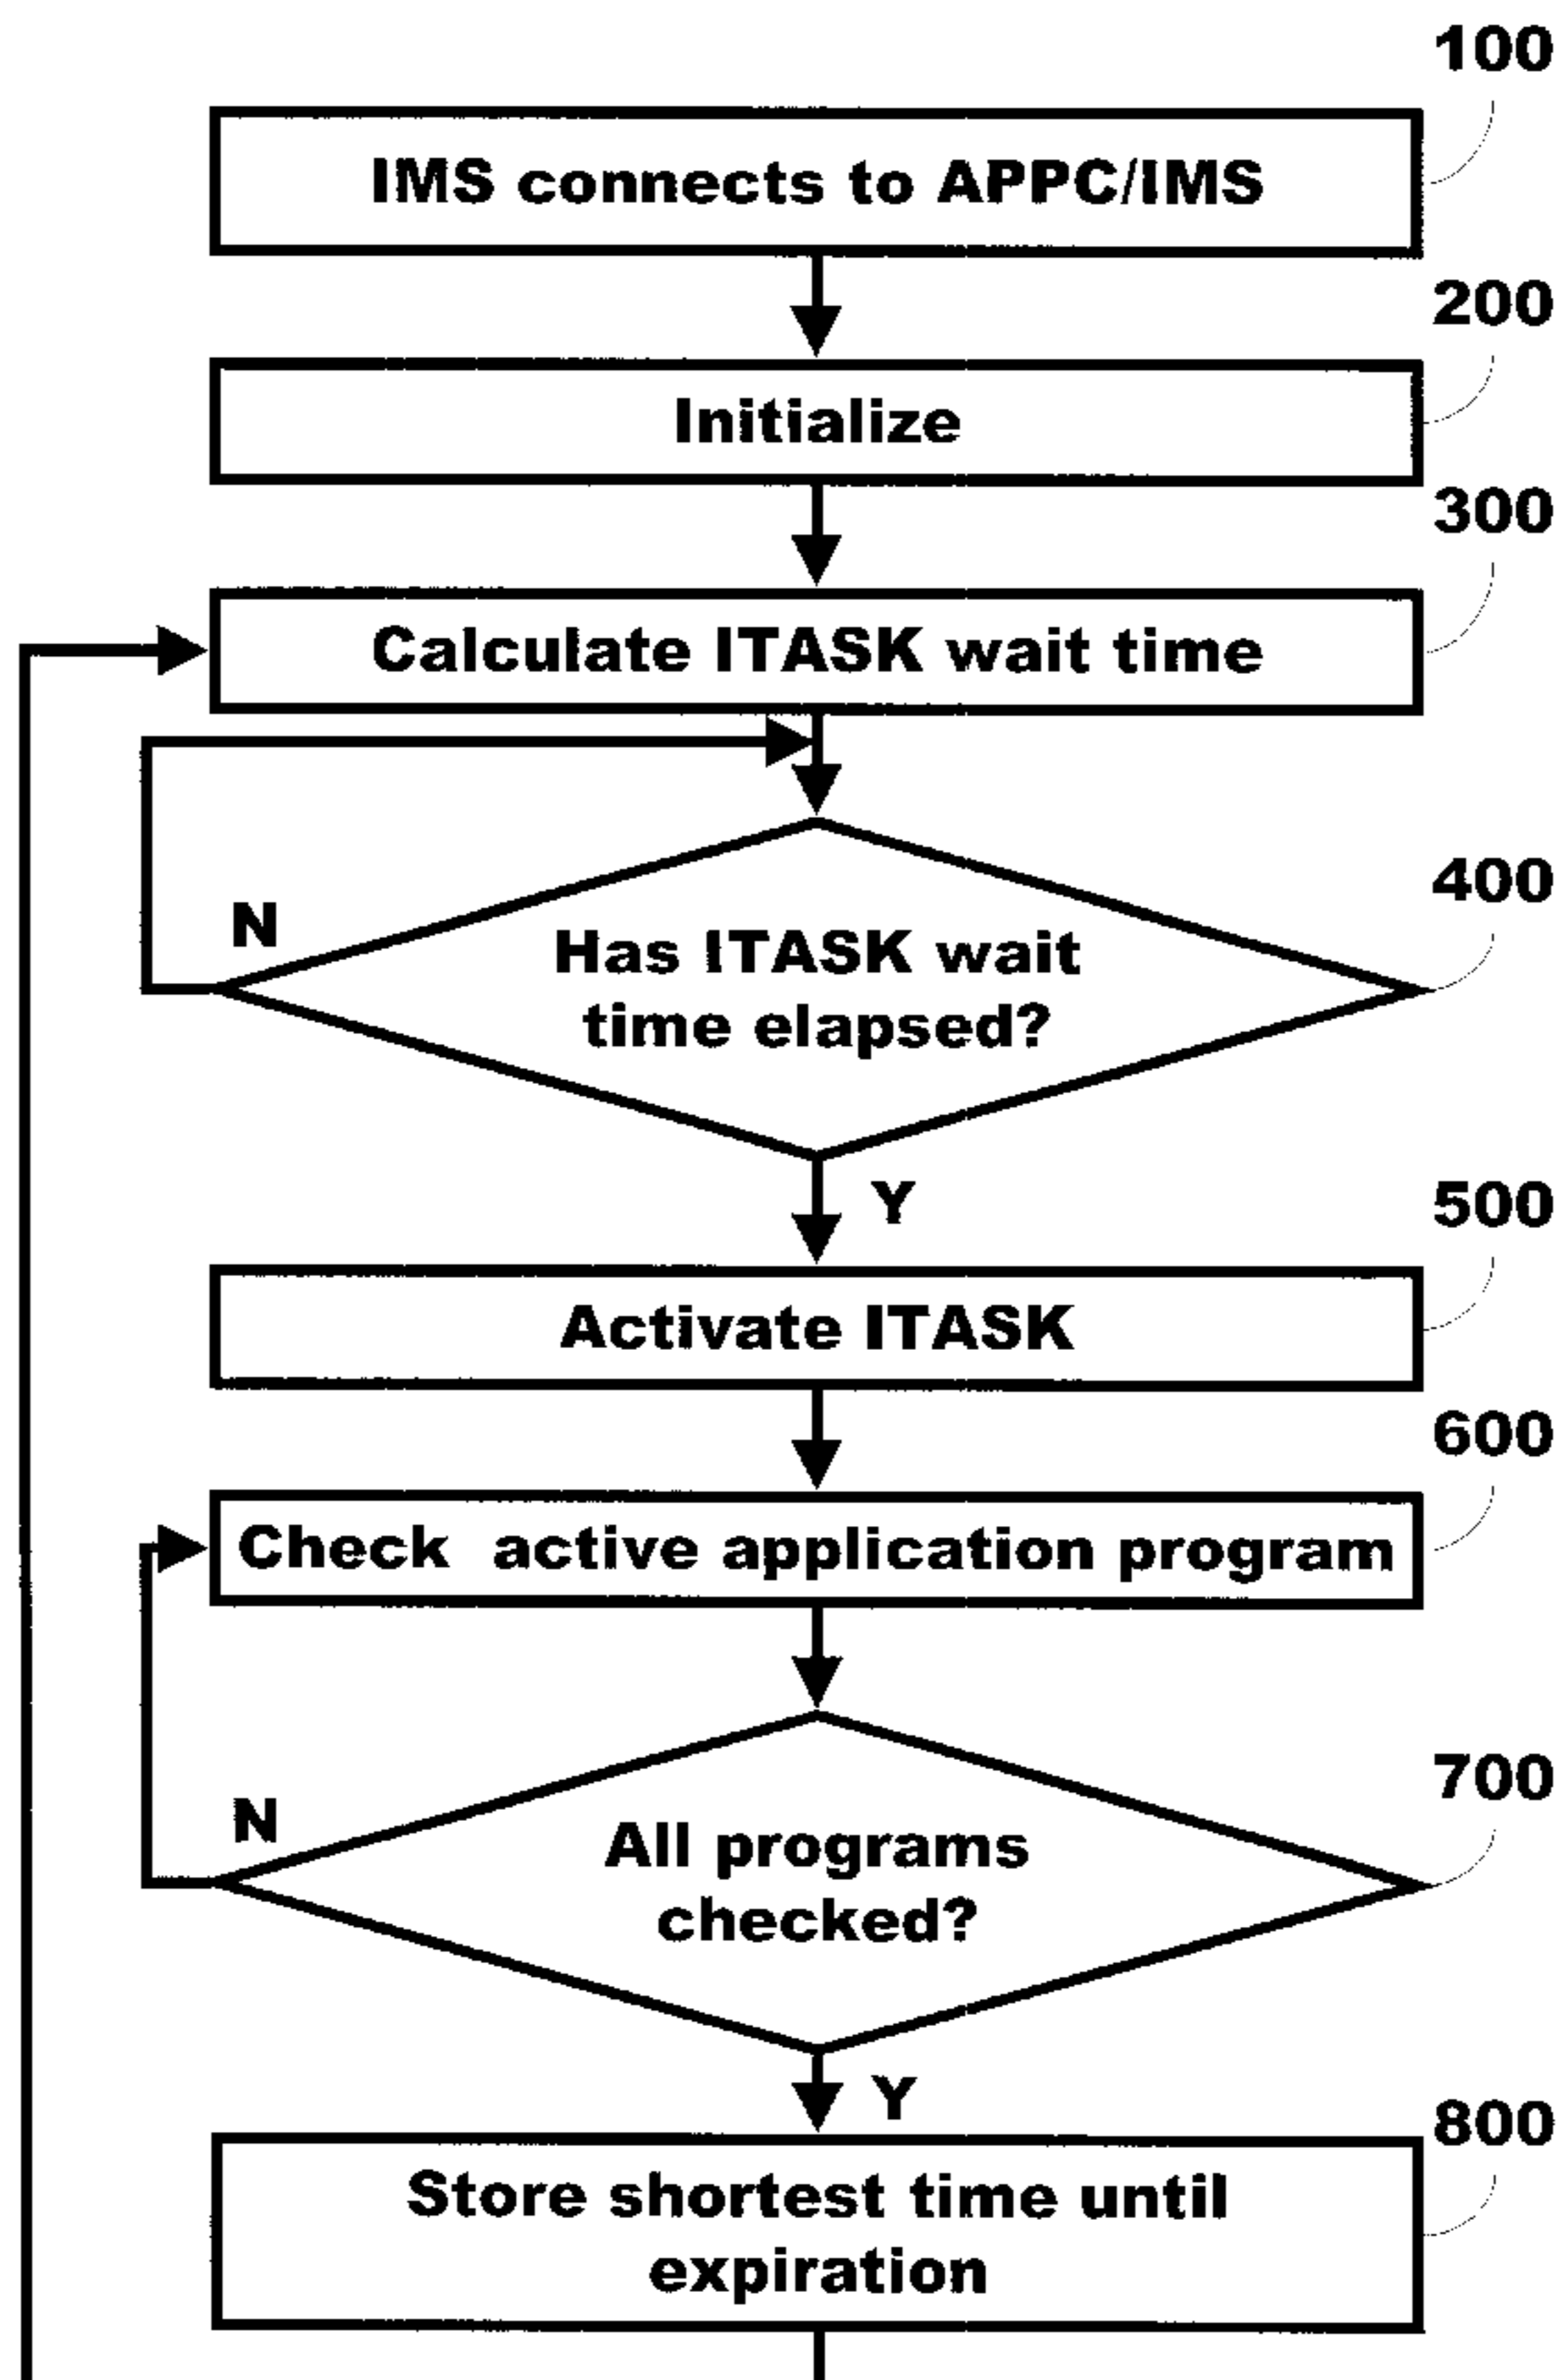 100
IMS connects to APPC/IMS
200
Initialize
300
Calculate ITASK wait time
400
N
Has ITASK wait
time elapsed?
Y
500
Activate ITASK
600
Check active application program
700
N
All programs
checked?
Y
800
Store shortest time until
expiration